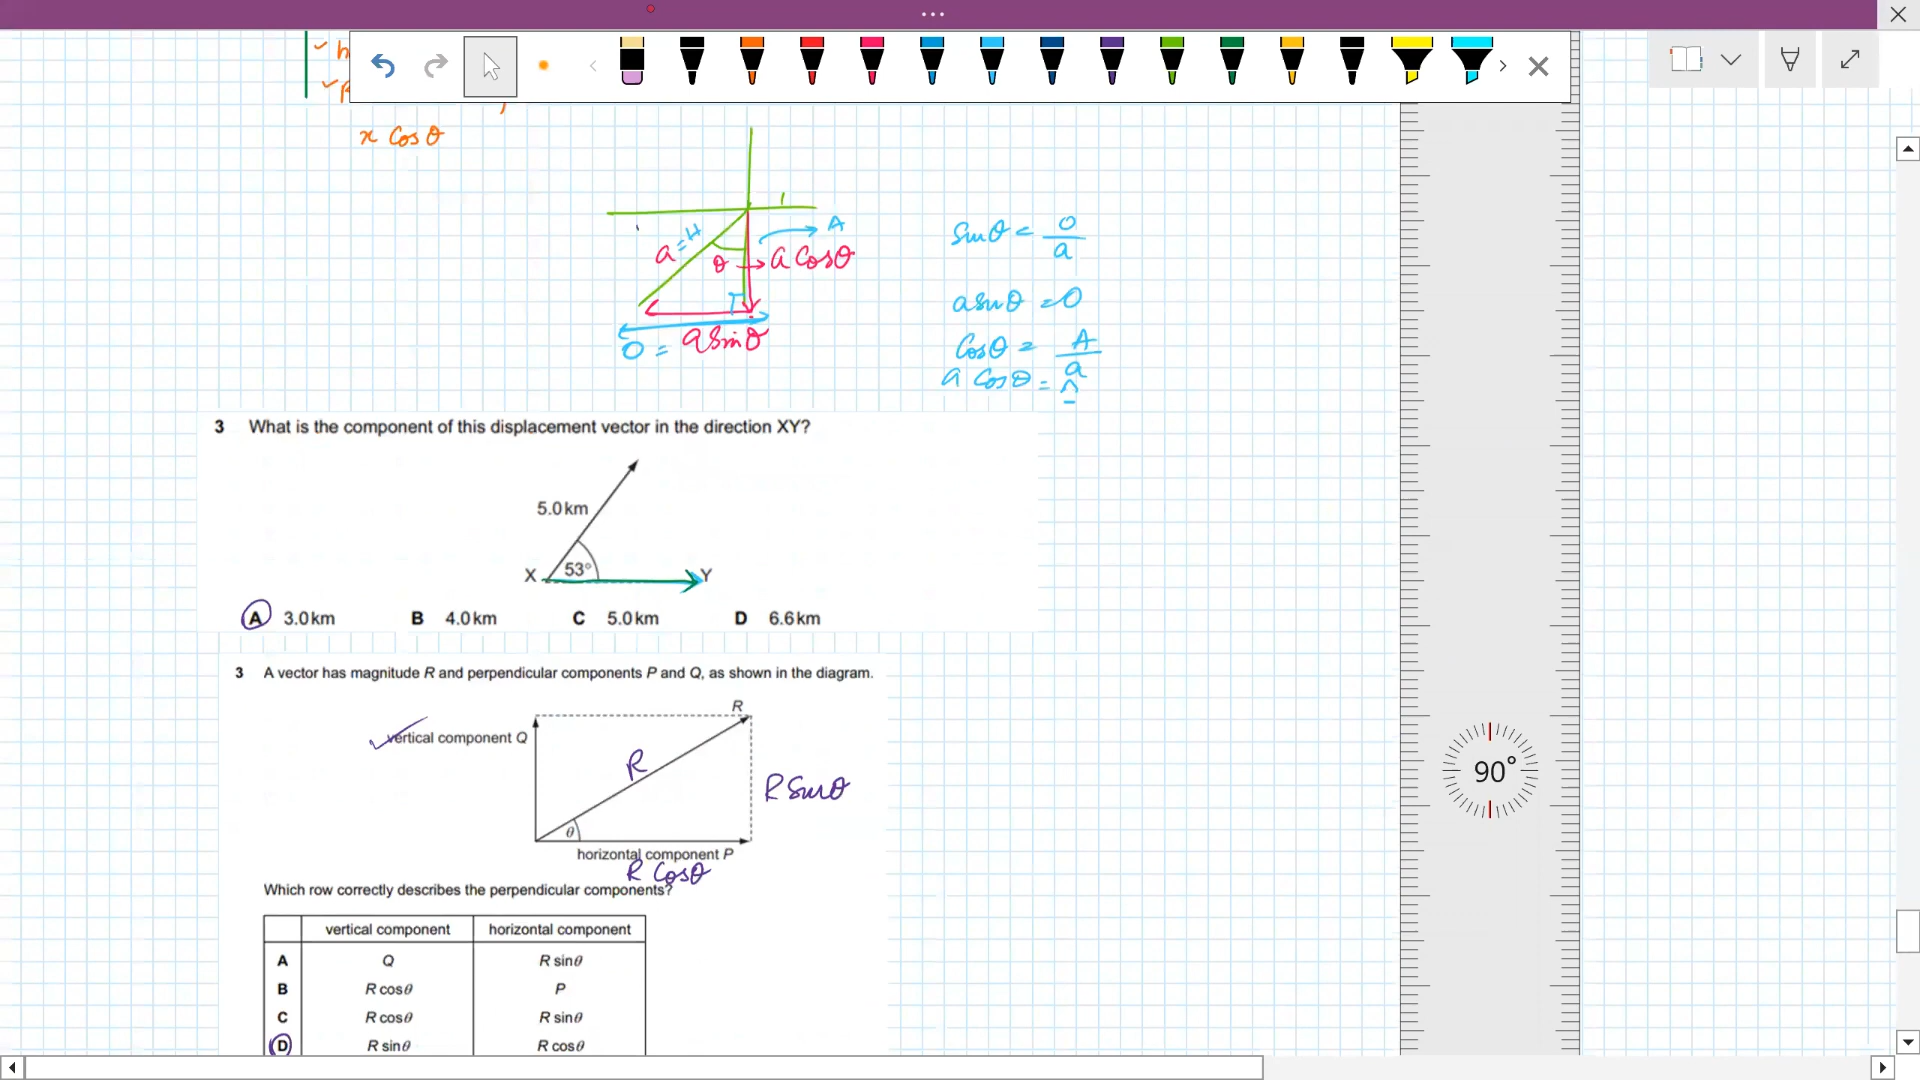 x Cosθ
A
a = H
θ → a Cosθ
O = a Sinθ
Sinθ = O/a
a sinθ = O
Cosθ = A/a
a Cosθ = A
3 What is the component of this displacement vector in the direction XY?
5.0 km
X 53° Y
A 3.0 km B 4.0 km C 5.0 km D 6.6 km
3 A vector has magnitude R and perpendicular components P and Q, as shown in the diagram.
R
vertical component Q
R
R Sinθ
θ
horizontal component P
R Cosθ
Which row correctly describes the perpendicular components?
vertical component horizontal component
A Q R sinθ
B R cosθ P
C R cosθ R sinθ
D R sinθ R cosθ
90°